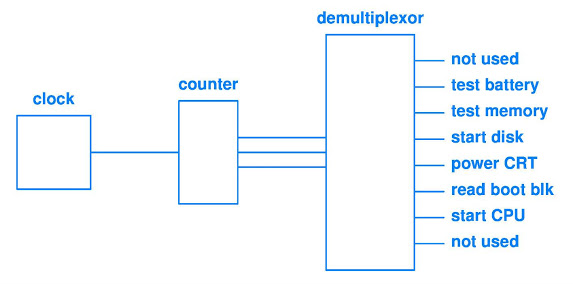 demultiplexor
counter
clock
not used
test battery
test memory
start disk
power CRT
read boot blk
start CPU
not used